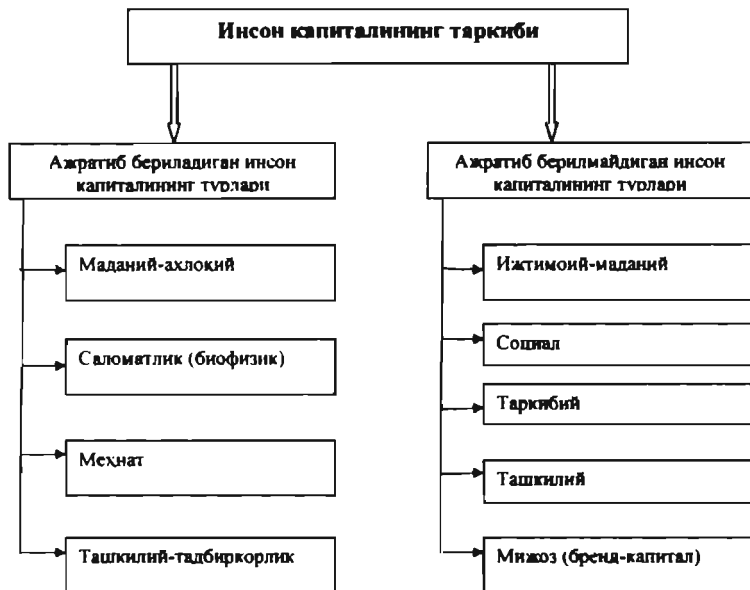 Инсон капиталининг таркиби
Ажратиб бериладиган инсон
капиталининг турлари
Маданий-ахлокий
Саломатлик (биофизик)
Меҳнат
Ташкилий-тадбиркорлик
Ажратиб берилмайдиган инсон
капиталининг турлари
Ижтимоий-маданий
Социал
Таркибий
Ташкилий
Мижоз (бренд-капитал)